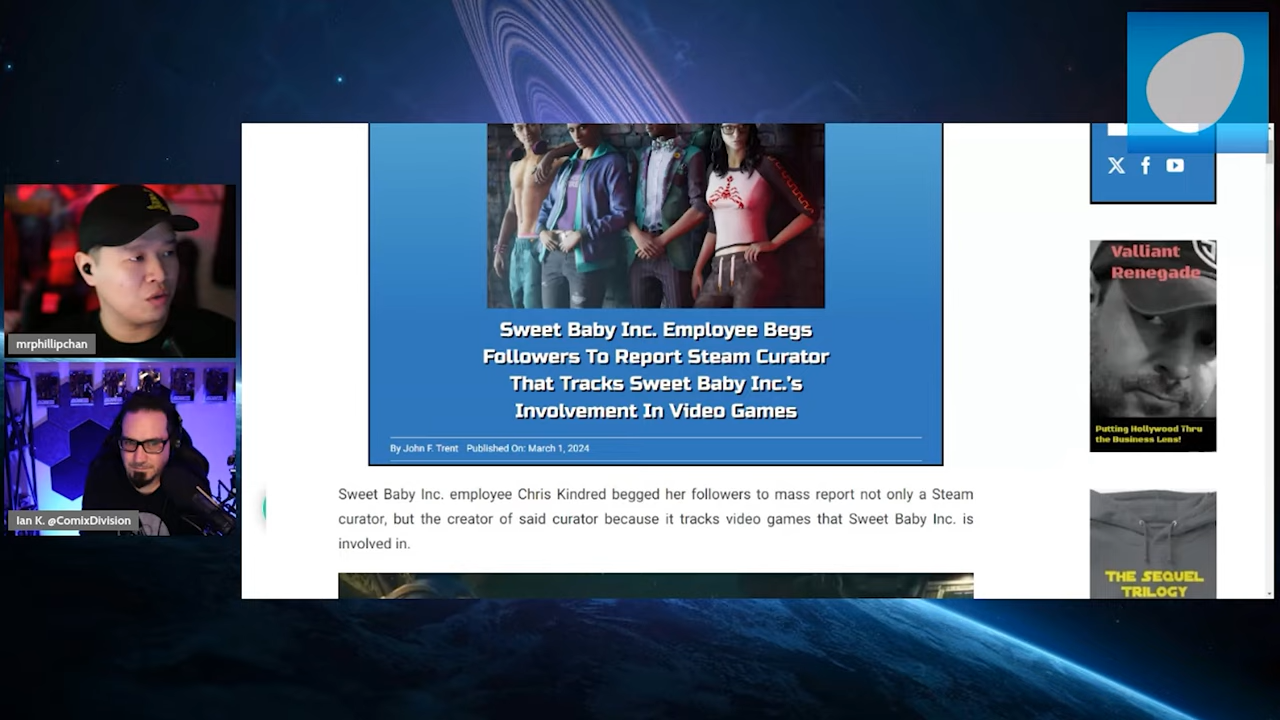 mrphillipchan
Ian K. @ComixDivision
Sweet Baby Inc. Employee Begs
Followers To Report Steam Curator
That Tracks Sweet Baby Inc.'s
Involvement In Video Games
By John F. Trent Published On: March 1, 2024
Sweet Baby Inc. employee Chris Kindred begged her followers to mass report not only a Steam
curator, but the creator of said curator because it tracks video games that Sweet Baby Inc. is
involved in.
Valliant
Renegade
Putting Hollywood Thru
the Business Lens!
THE SEQUEL
TRILOGY